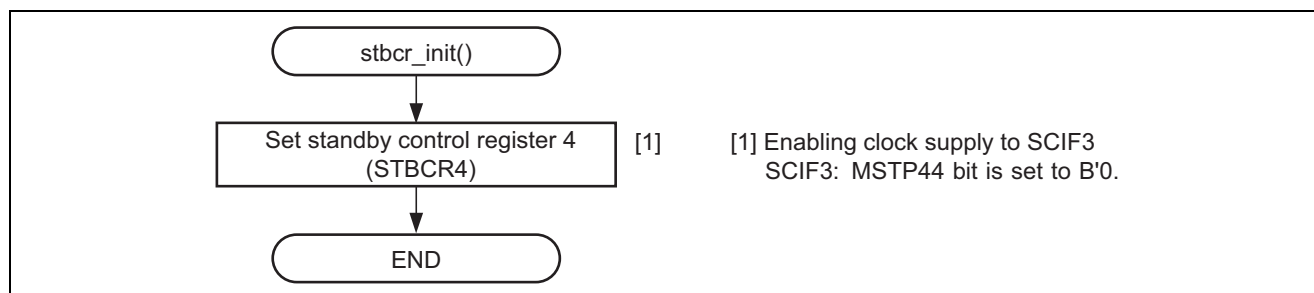 stbcr_init()
Set standby control register 4
(STBCR4)
[1]
[1] Enabling clock supply to SCIF3
SCIF3: MSTP44 bit is set to B'0.
END